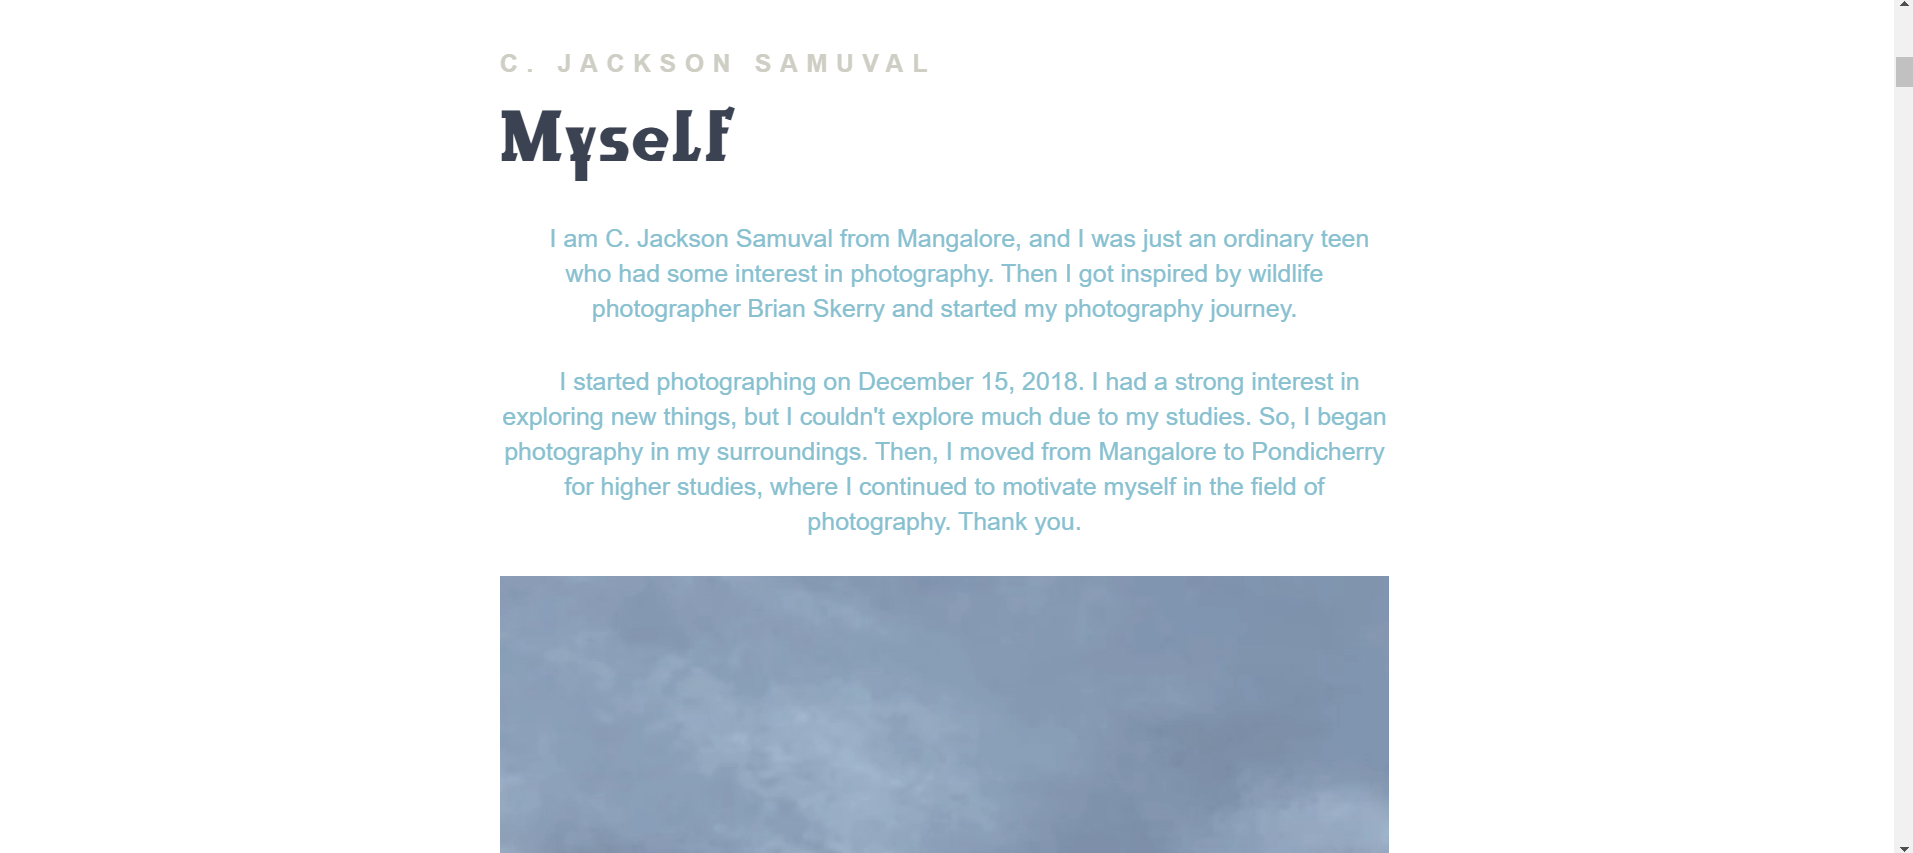 C. JACKSON SAMUVAL
Myself
I am C. Jackson Samuval from Mangalore, and I was just an ordinary teen
who had some interest in photography. Then I got inspired by wildlife
photographer Brian Skerry and started my photography journey.
I started photographing on December 15, 2018. I had a strong interest in
exploring new things, but I couldn't explore much due to my studies. So, I began
photography in my surroundings. Then, I moved from Mangalore to Pondicherry
for higher studies, where I continued to motivate myself in the field of
photography. Thank you.